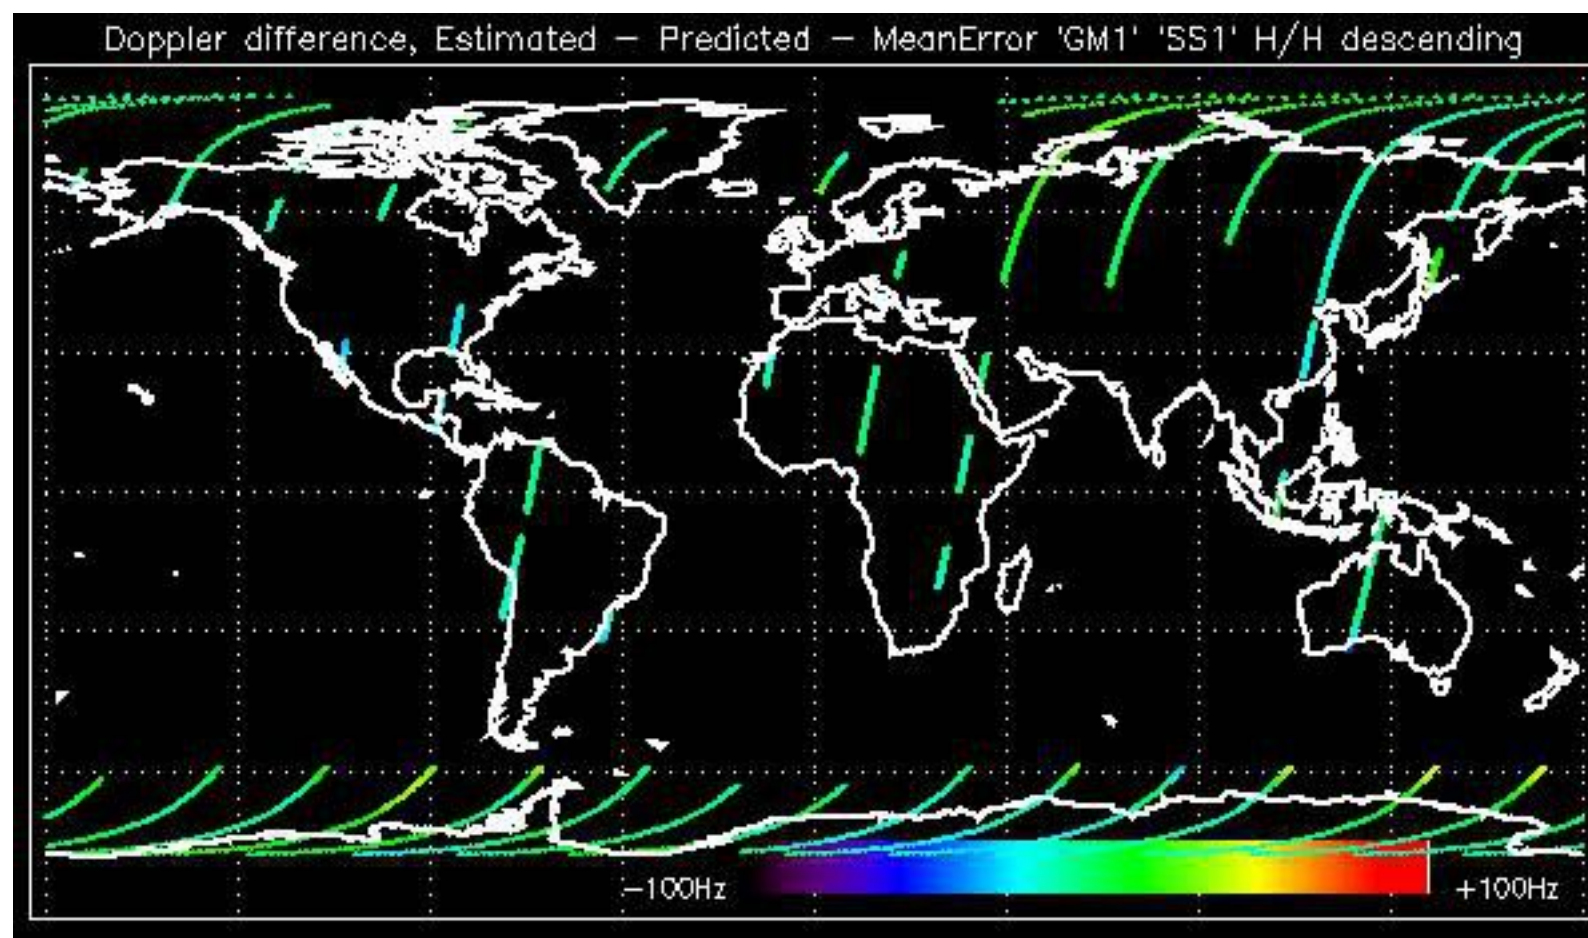 Doppler difference, Estimated – Predicted – MeanError 'GM1' 'SS1' H/H descending
−100Hz
+100Hz